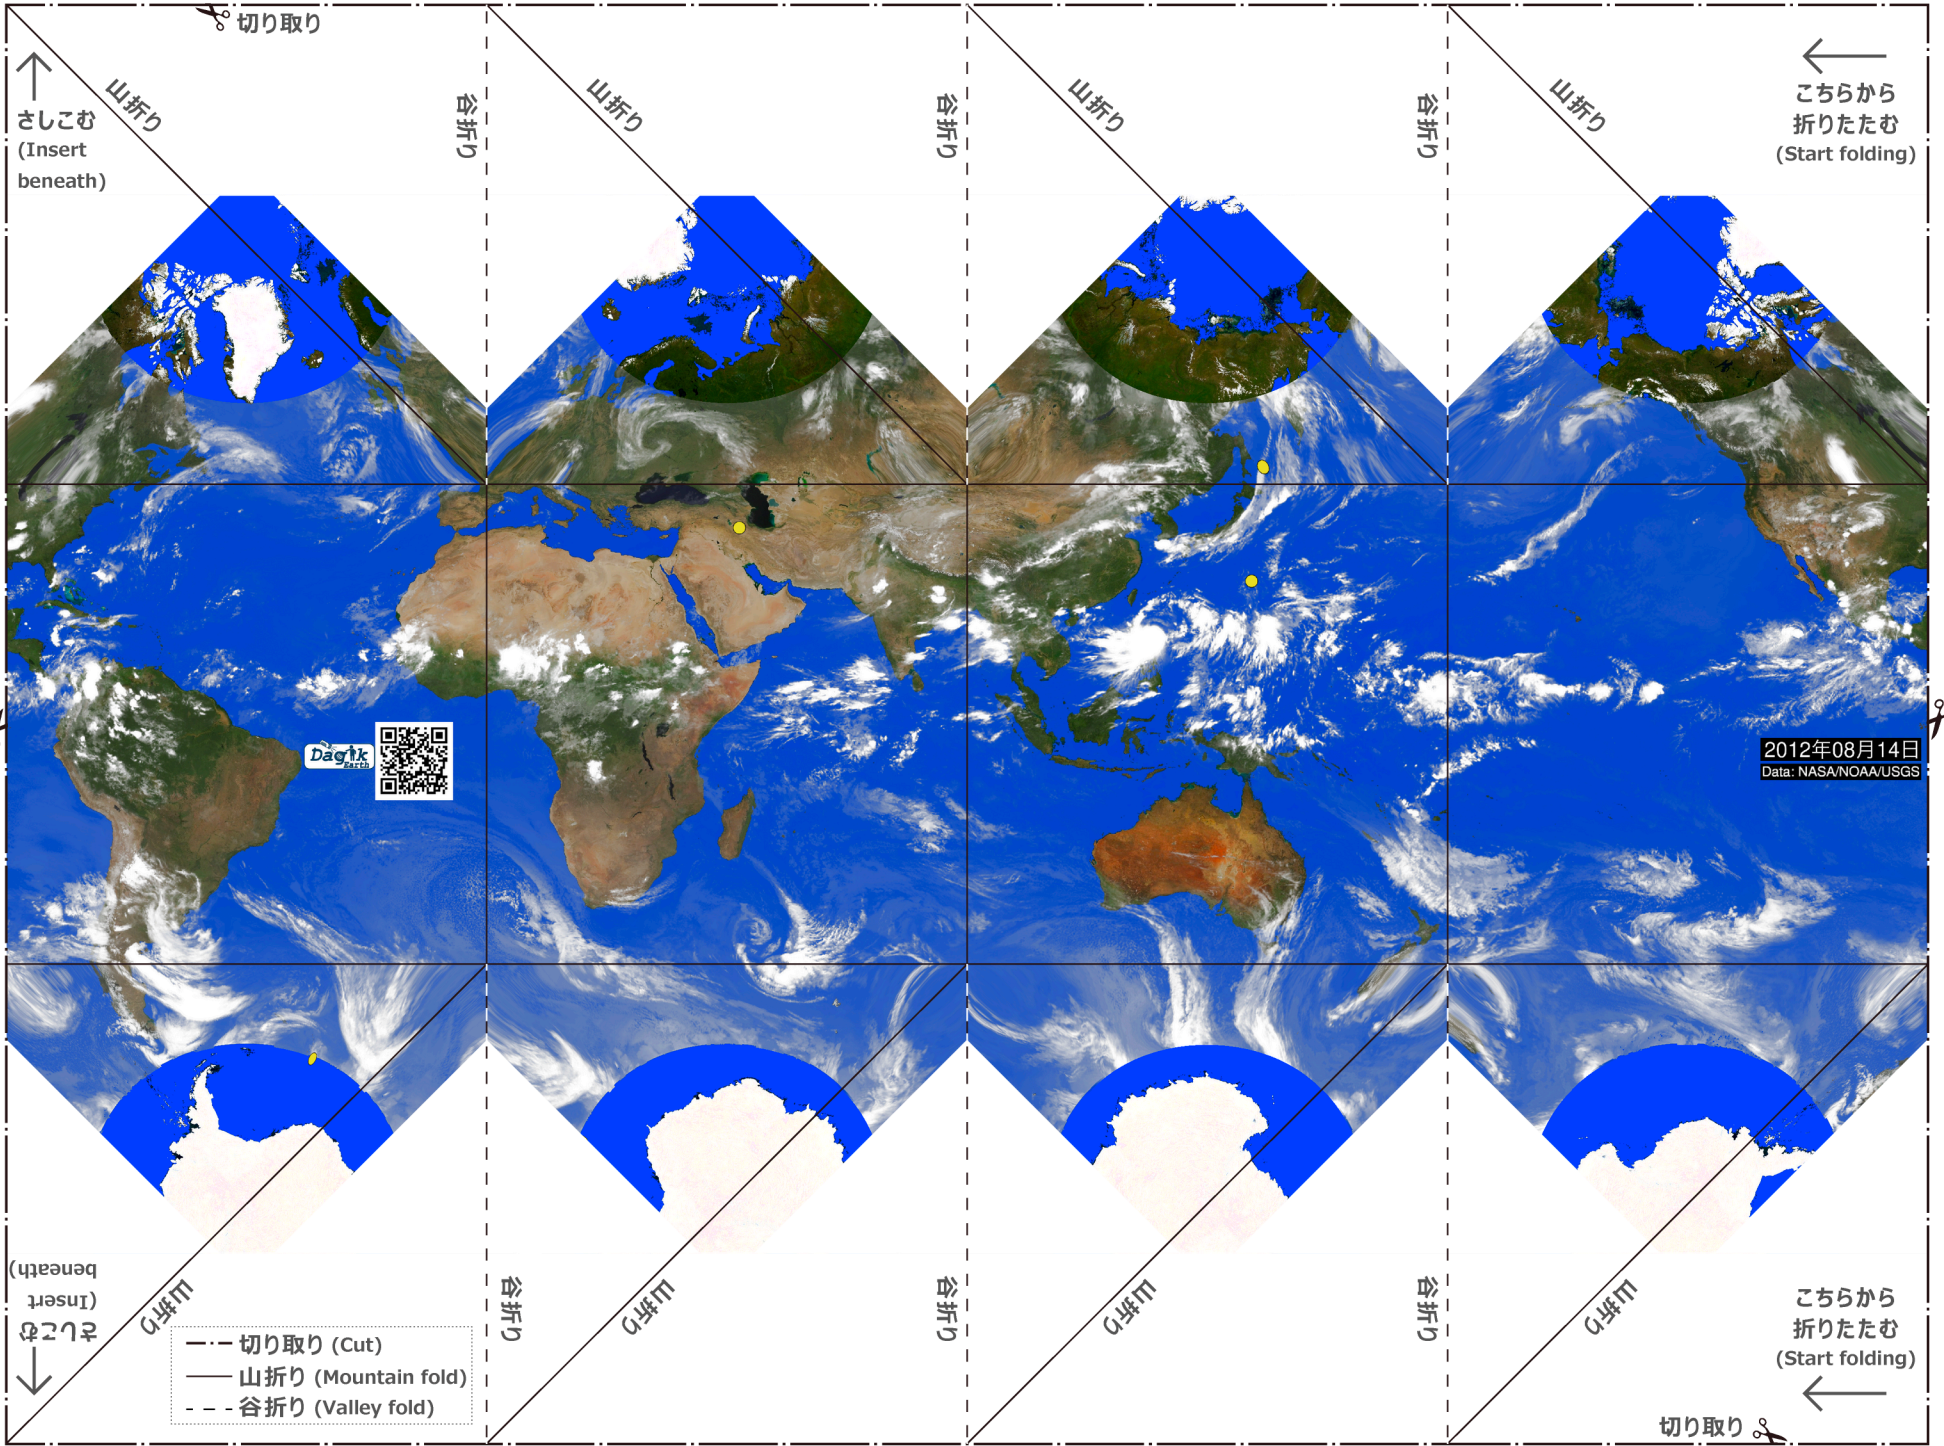 切り取り
さしこむ
(Insert
beneath)
山折り
谷折り
山折り
谷折り
山折り
谷折り
山折り
こちらから
折りたたむ
(Start folding)
Dagik
Earth
2012年08月14日
Data: NASA/NOAA/USGS
さしこむ
(Insert
beneath)
山折り
谷折り
山折り
谷折り
山折り
谷折り
山折り
こちらから
折りたたむ
(Start folding)
切り取り (Cut)
山折り (Mountain fold)
谷折り (Valley fold)
切り取り